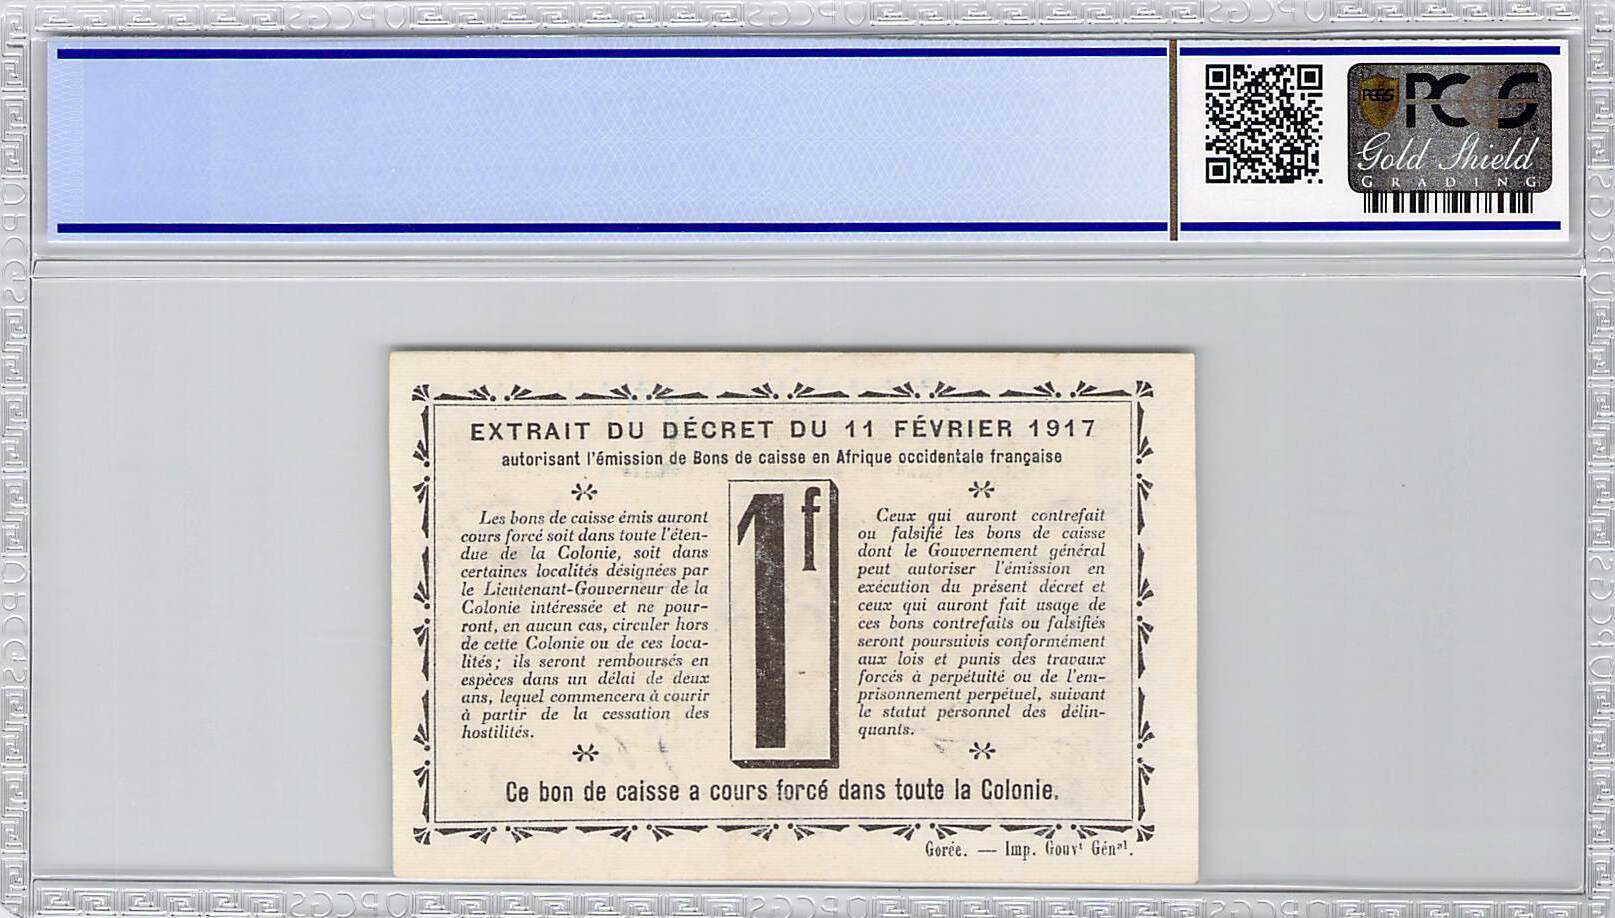 PCGS
PCGS
Gold Shield
GRADING
EXTRAIT DU DÉCRET DU 11 FÉVRIER 1917
autorisant l'émission de Bons de caisse en Afrique occidentale française
Les bons de caisse émis auront
cours forcé soit dans toute l'éten-
due de la Colonie, soit dans
certaines localités désignées par
le Lieutenant-Gouverneur de la
Colonie intéressée et ne pour-
ront, en aucun cas, circuler hors
de cette Colonie ou de ces loca-
lités; ils seront remboursés en
espèces dans un délai de deux
ans, lequel commencera à courir
à partir de la cessation des
hostilités.
1f
Ceux qui auront contrefait
ou falsifié les bons de caisse
dont le Gouvernement général
peut autoriser l'émission en
exécution du présent décret et
ceux qui auront fait usage de
ces bons contrefaits ou falsifiés
seront poursuivis conformément
aux lois et punis des travaux
forcés à perpétuité ou de l'em-
prisonnement perpétuel, suivant
le statut personnel des délin-
quants.
Ce bon de caisse a cours forcé dans toute la Colonie.
Gorée. — Imp. Gouvt Génal.